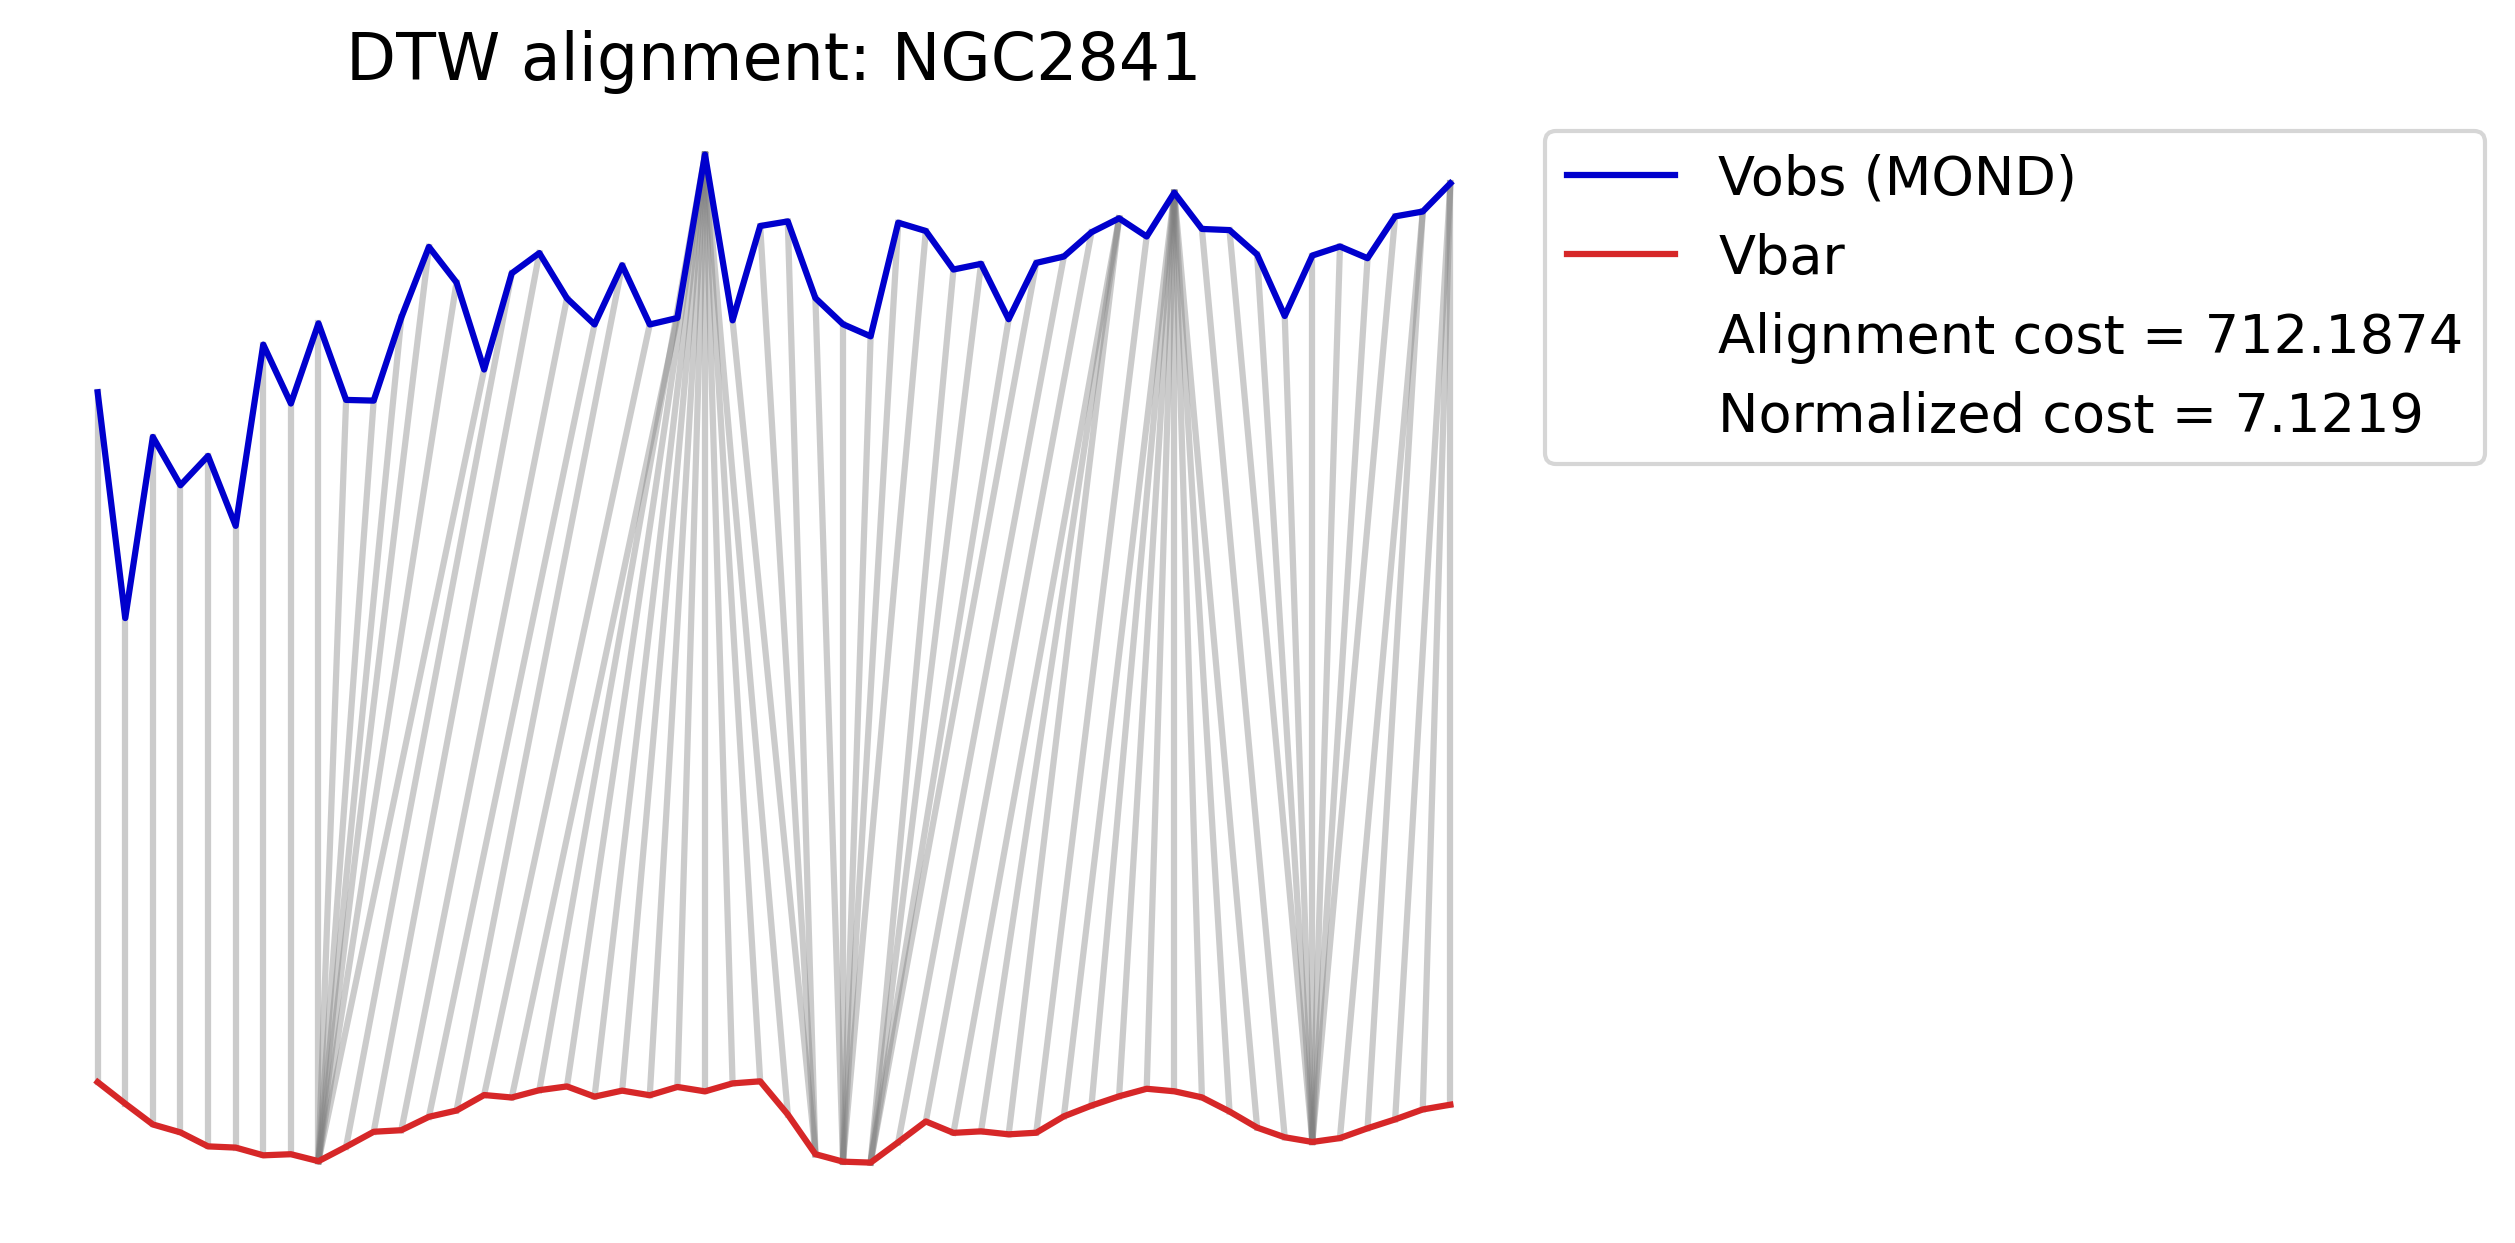 DTW alignment: NGC2841
Vobs (MOND)
Vbar
Alignment cost = 712.1874
Normalized cost = 7.1219